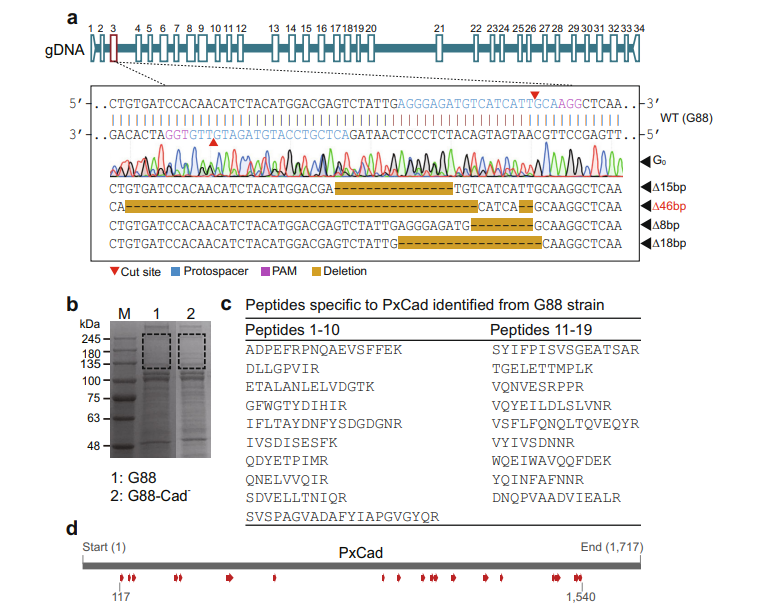 a
1 2 3 4 5 6 7 8 9 10 11 12 13 14 15 16 17 18 19 20 21 22 23 24 25 26 27 28 29 30 31 32 33 34
gDNA
5′-..CTGTGATCCACAACATCTACATGGACGAGTCTATTGAGGGAGATGTCATCATTGCAAGGCTCAA..-3′
WT (G88)
3′-..GACACTAGGTGTTGTAGATGTACCTGCTCAGATAACTCCCTCTACAGTAGTAACGTTCCGAGTT..-5′
G₀
CTGTGATCCACAACATCTACATGGACGA---------------TGTCATCATTGCAAGGCTCAA Δ15bp
CA--------------------------------------------CATCA--GCAAGGCTCAA Δ46bp
CTGTGATCCACAACATCTACATGGACGAGTCTATTGAGGGAGATG--------GCAAGGCTCAA Δ8bp
CTGTGATCCACAACATCTACATGGACGAGTCTATTG------------------CAAGGCTCAA Δ18bp
Cut site Protospacer PAM Deletion
b
M 1 2
kDa
245
180
135
100
75
63
48
1: G88
2: G88-Cad⁻
c Peptides specific to PxCad identified from G88 strain
Peptides 1-10 Peptides 11-19
ADPEFRPNQAEVSFFEK SYIFPISVSGEATSAR
DLLGPVIR TGELETTMPLK
ETALANLELVDGTK VQNVESRPPR
GFWGTYDIHIR VQYEILDLSLVNR
IFLTAYDNFYSDGDGNR VSFLFQNQLTQVEQYR
IVSDISESFK VYIVSDNNR
QDYETPIMR WQEIWAVQQFDEK
QNELVVQIR YQINFAFNNR
SDVELLTNIQR DNQPVAADVIEALR
SVSPAGVADAFYIAPGVGYQR
d
Start (1) PxCad End (1,717)
117 1,540